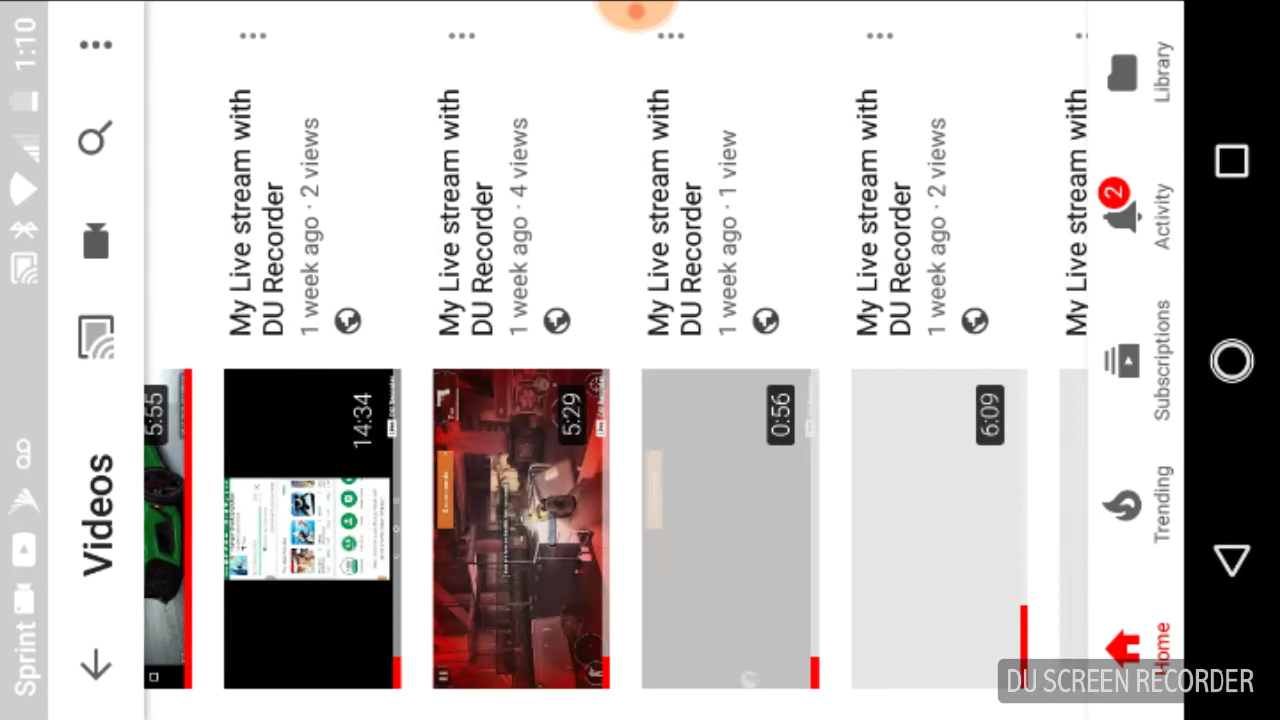 Sprint
1:10
Videos
5:55
My Live stream with
DU Recorder
1 week ago · 2 views
14:34
My Live stream with
DU Recorder
1 week ago · 4 views
5:29
My Live stream with
DU Recorder
1 week ago · 1 view
0:56
My Live stream with
DU Recorder
1 week ago · 2 views
6:09
My Live stream with
Home
Trending
Subscriptions
2
Activity
Library
DU SCREEN RECORDER